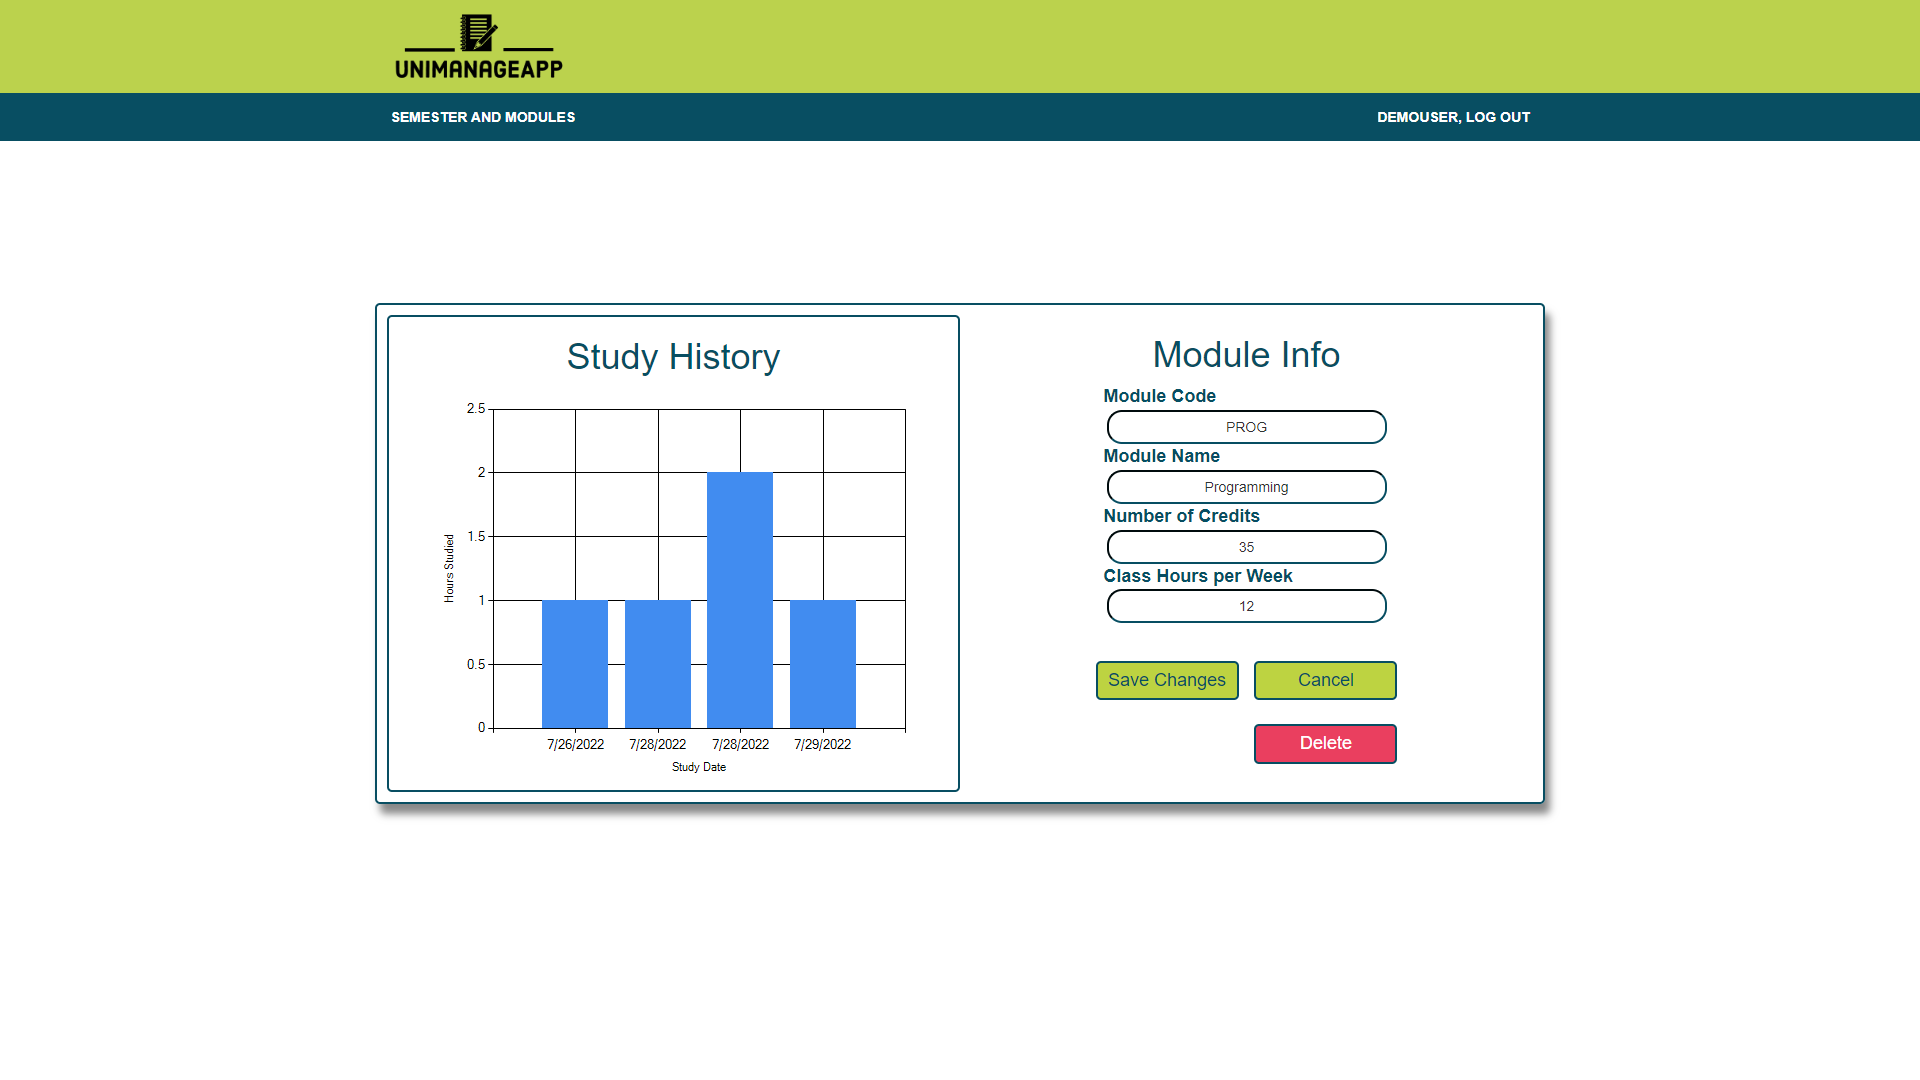 UNIMANAGEAPP
SEMESTER AND MODULES
DEMOUSER, LOG OUT
Study History
2.5
2
1.5
1
0.5
0
Hours Studied
7/26/2022 7/28/2022 7/28/2022 7/29/2022
Study Date
Module Info
Module Code
PROG
Module Name
Programming
Number of Credits
35
Class Hours per Week
12
Save Changes Cancel
Delete